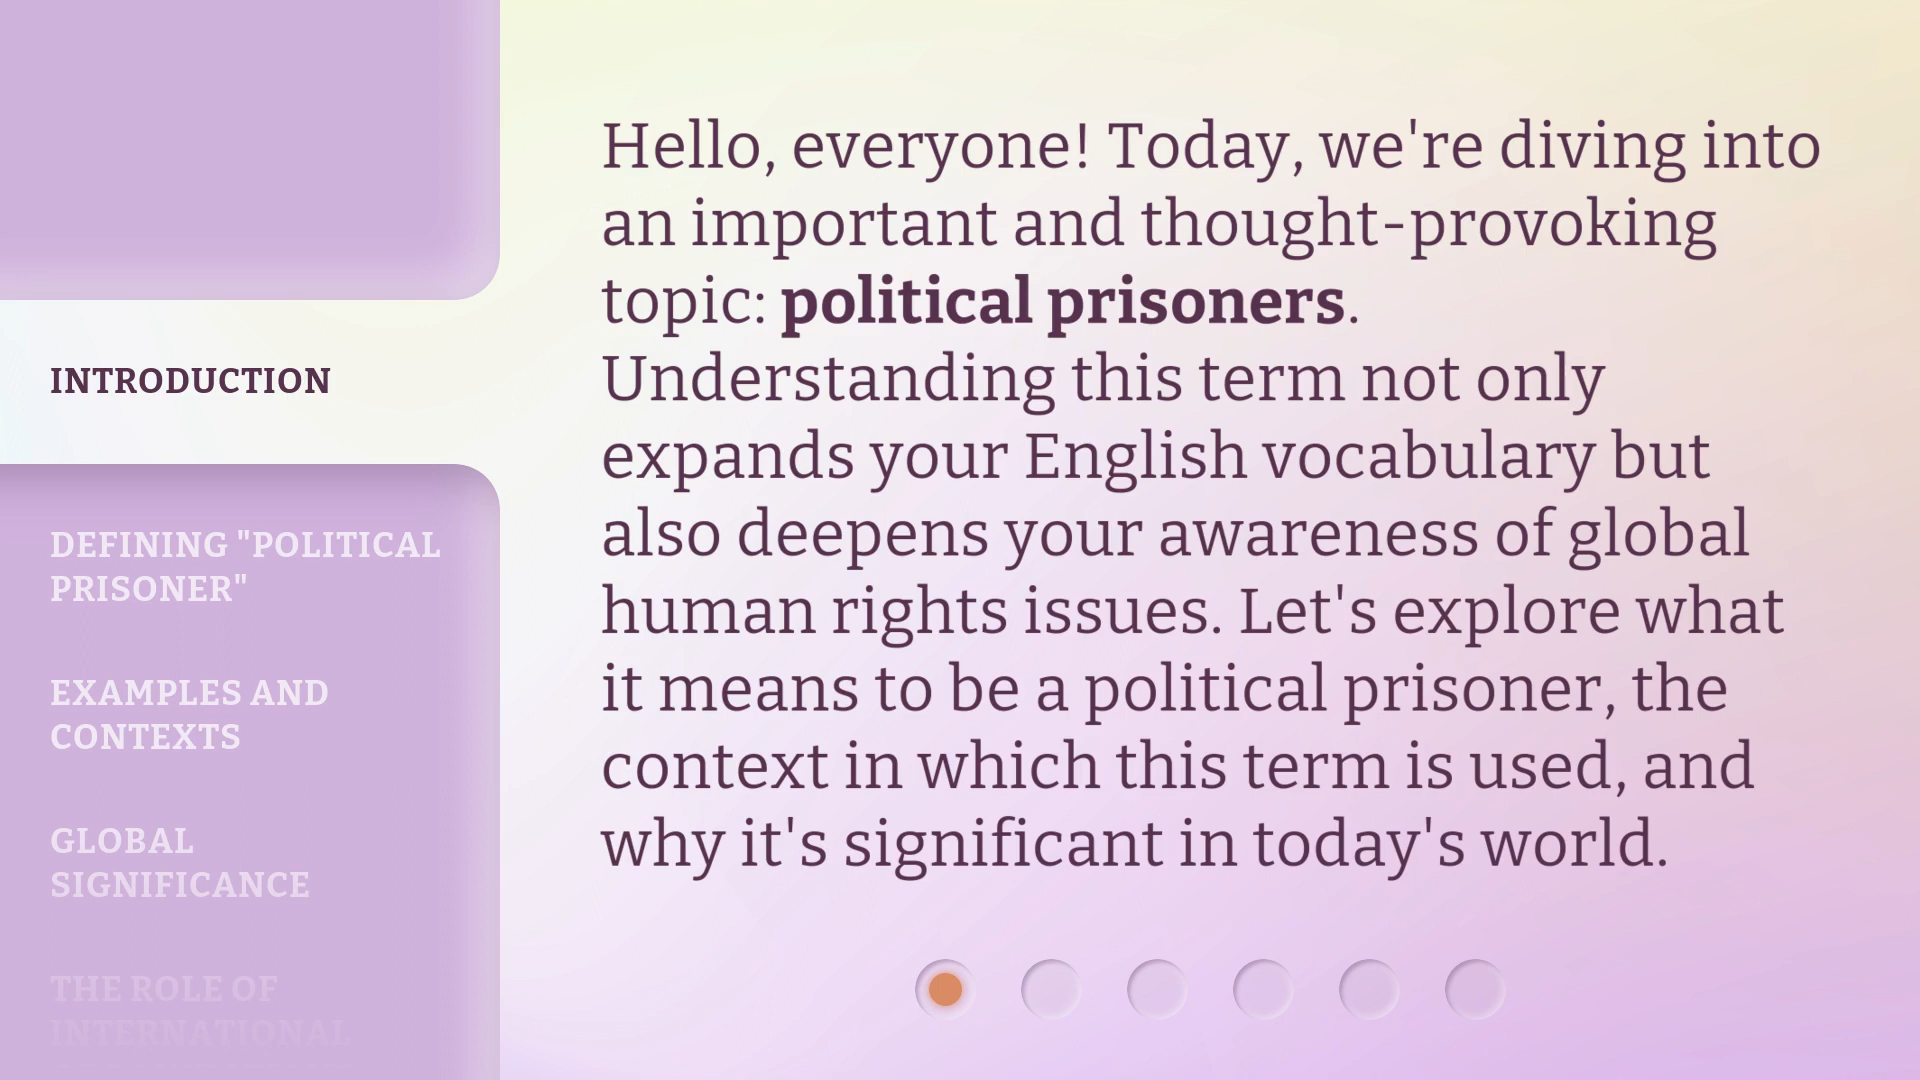 INTRODUCTION
DEFINING "POLITICAL
PRISONER"
EXAMPLES AND
CONTEXTS
GLOBAL
SIGNIFICANCE
THE ROLE OF
INTERNATIONAL
Hello, everyone! Today, we're diving into
an important and thought-provoking
topic: political prisoners.
Understanding this term not only
expands your English vocabulary but
also deepens your awareness of global
human rights issues. Let's explore what
it means to be a political prisoner, the
context in which this term is used, and
why it's significant in today's world.